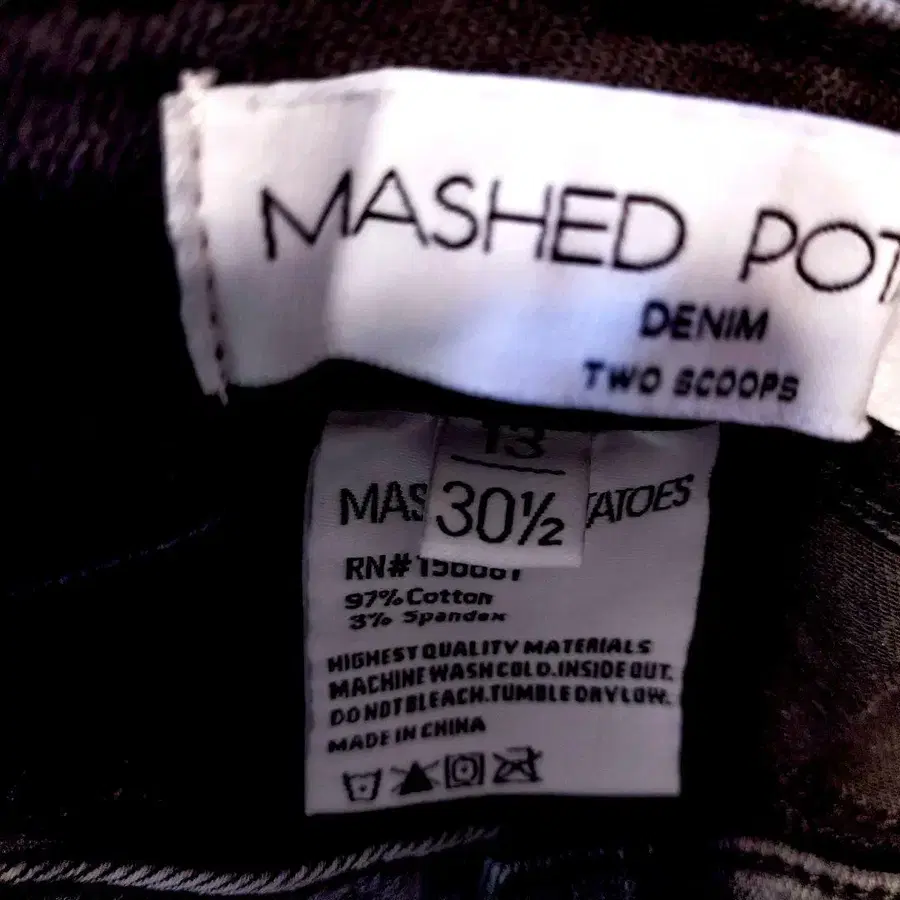 MASHED POT
DENIM
TWO SCOOPS
13
30½
MAS ATOES
RN#
97% Cotton
3% Spandex
HIGHEST QUALITY MATERIALS
MACHINE WASH COLD. INSIDE OUT.
DO NOT BLEACH. TUMBLE DRY LOW.
MADE IN CHINA